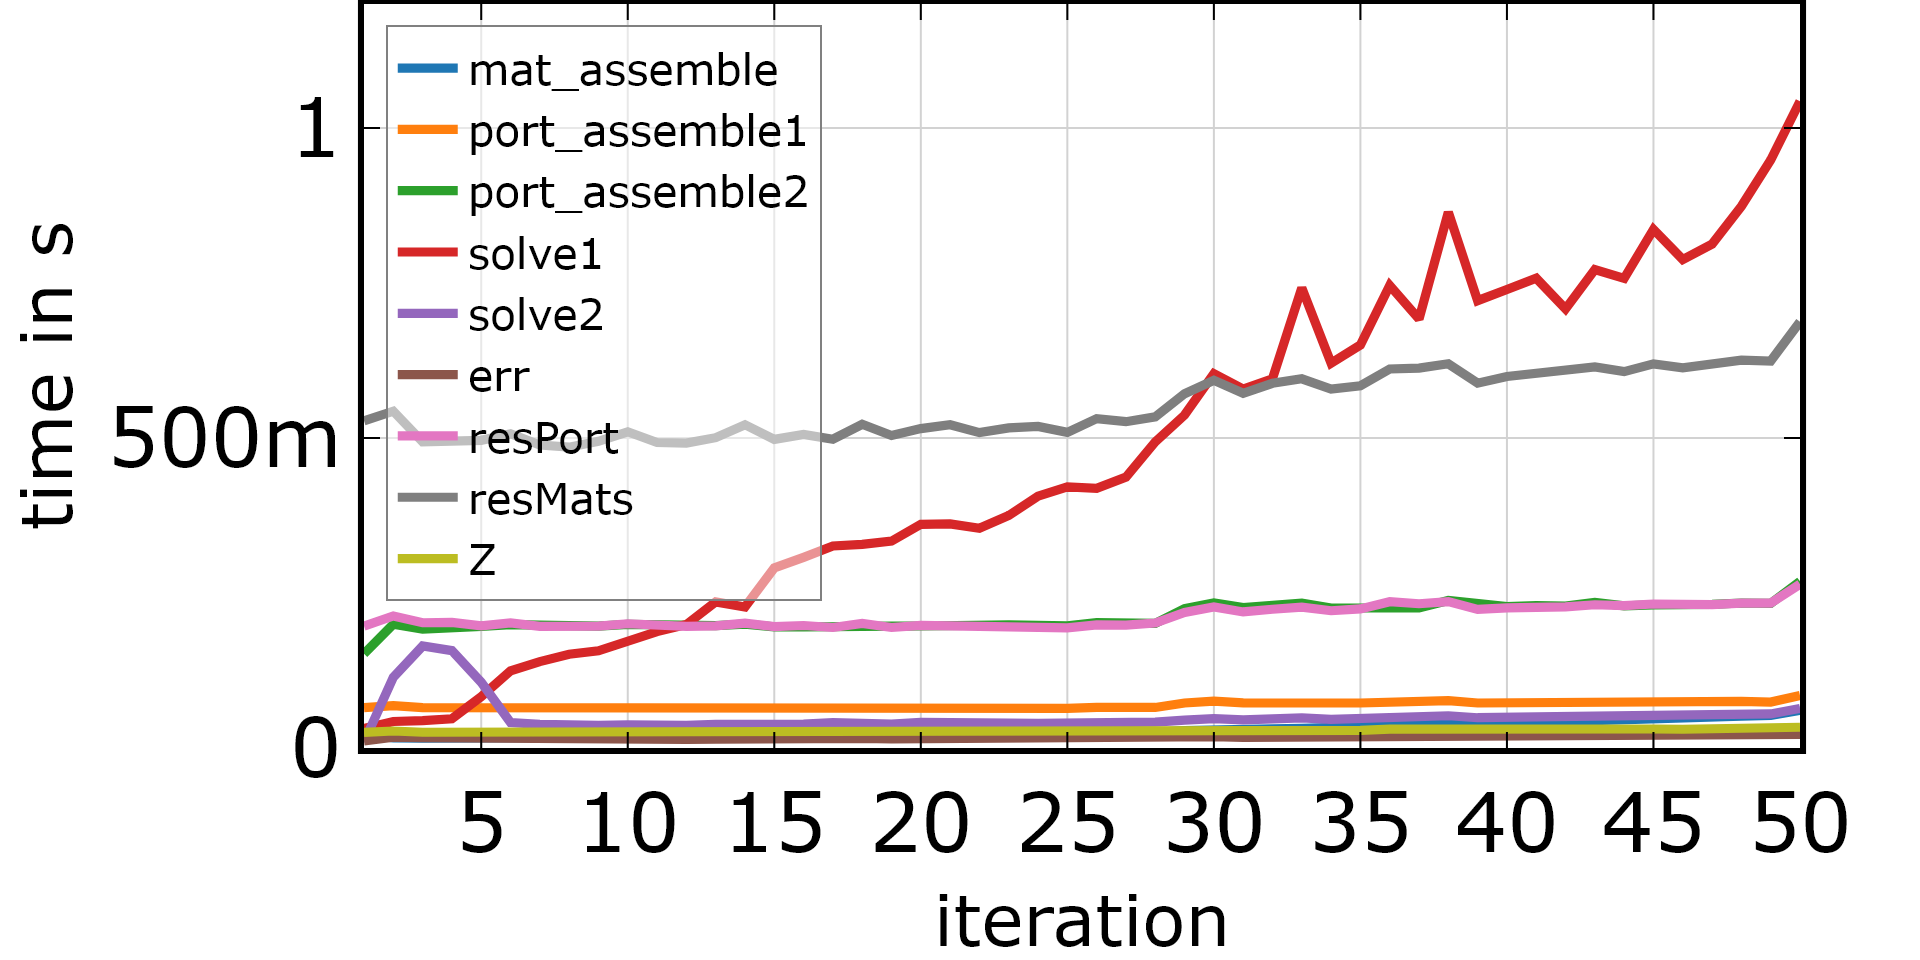 time in s
1
500m
0
mat_assemble
port_assemble1
port_assemble2
solve1
solve2
err
resPort
resMats
Z
5 10 15 20 25 30 35 40 45 50
iteration